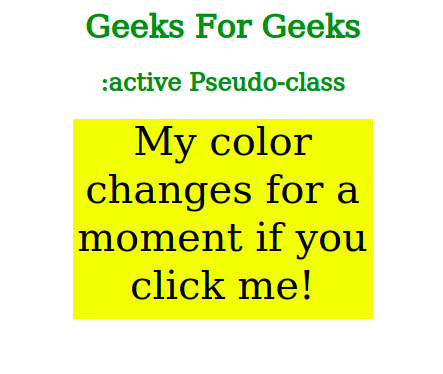 Geeks For Geeks
:active Pseudo-class
My color
changes for a
moment if you
click me!